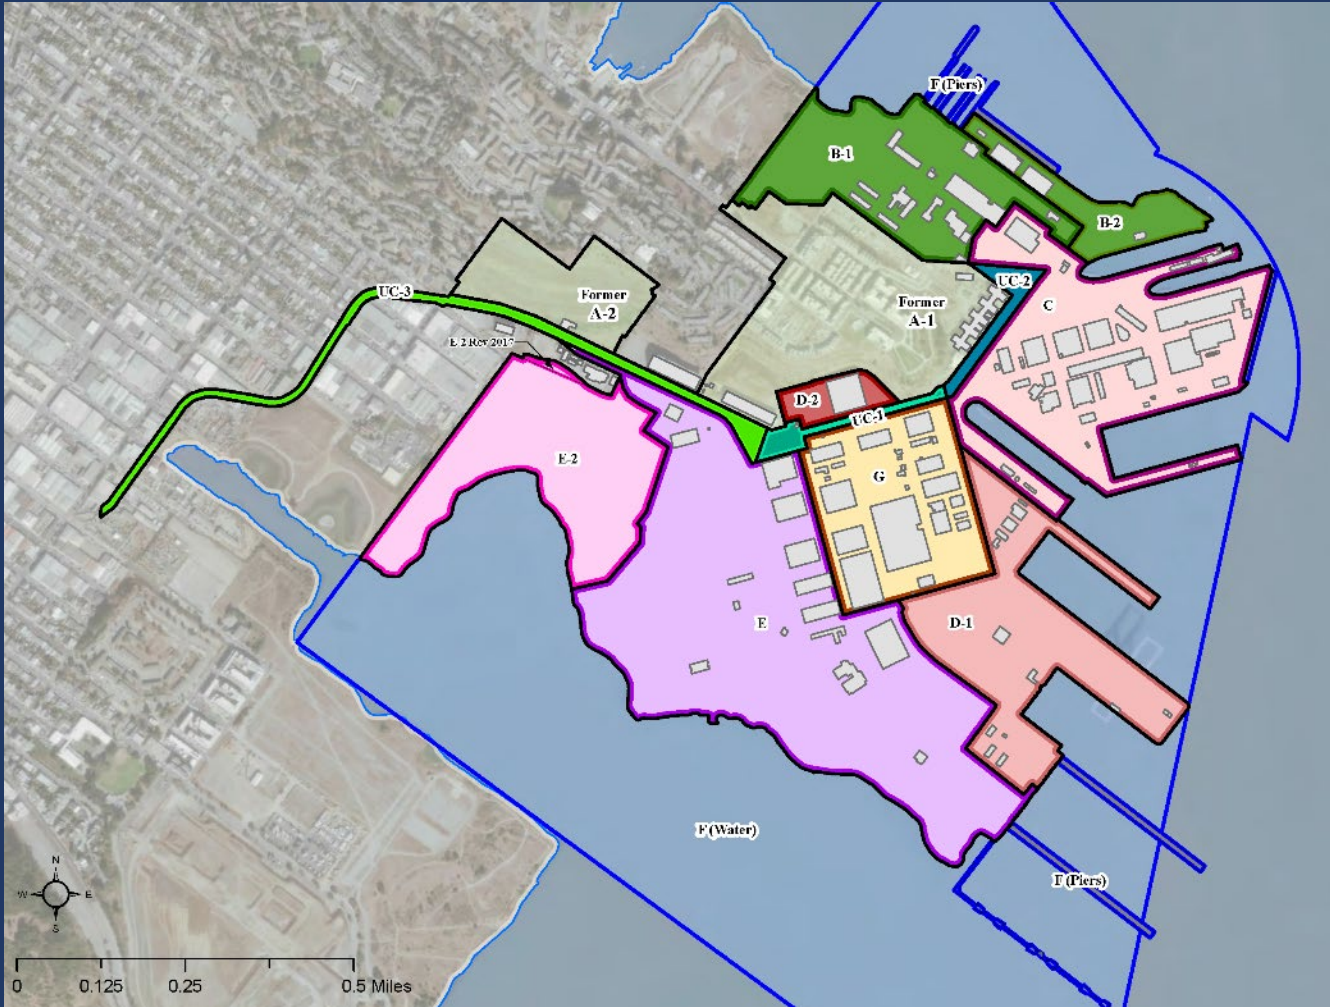 F (Piers)
B-1
B-2
UC-2
C
UC-3
Former
A-2
Former
A-1
E-2 Rev 2017
D-2
UC-1
E-2
G
E
D-1
F (Water)
F (Piers)
N
W E
S
0 0.125 0.25 0.5 Miles